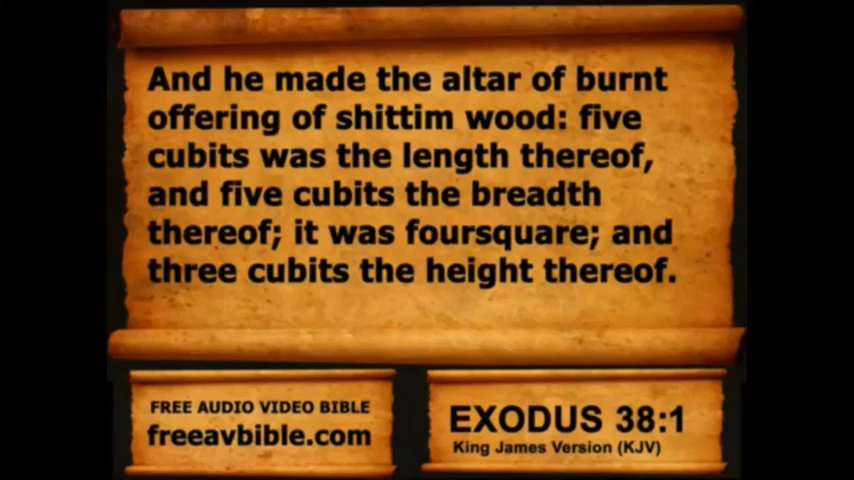 And he made the altar of burnt
offering of shittim wood: five
cubits was the length thereof,
and five cubits the breadth
thereof; it was foursquare; and
three cubits the height thereof.
FREE AUDIO VIDEO BIBLE
freeavbible.com
EXODUS 38:1
King James Version (KJV)